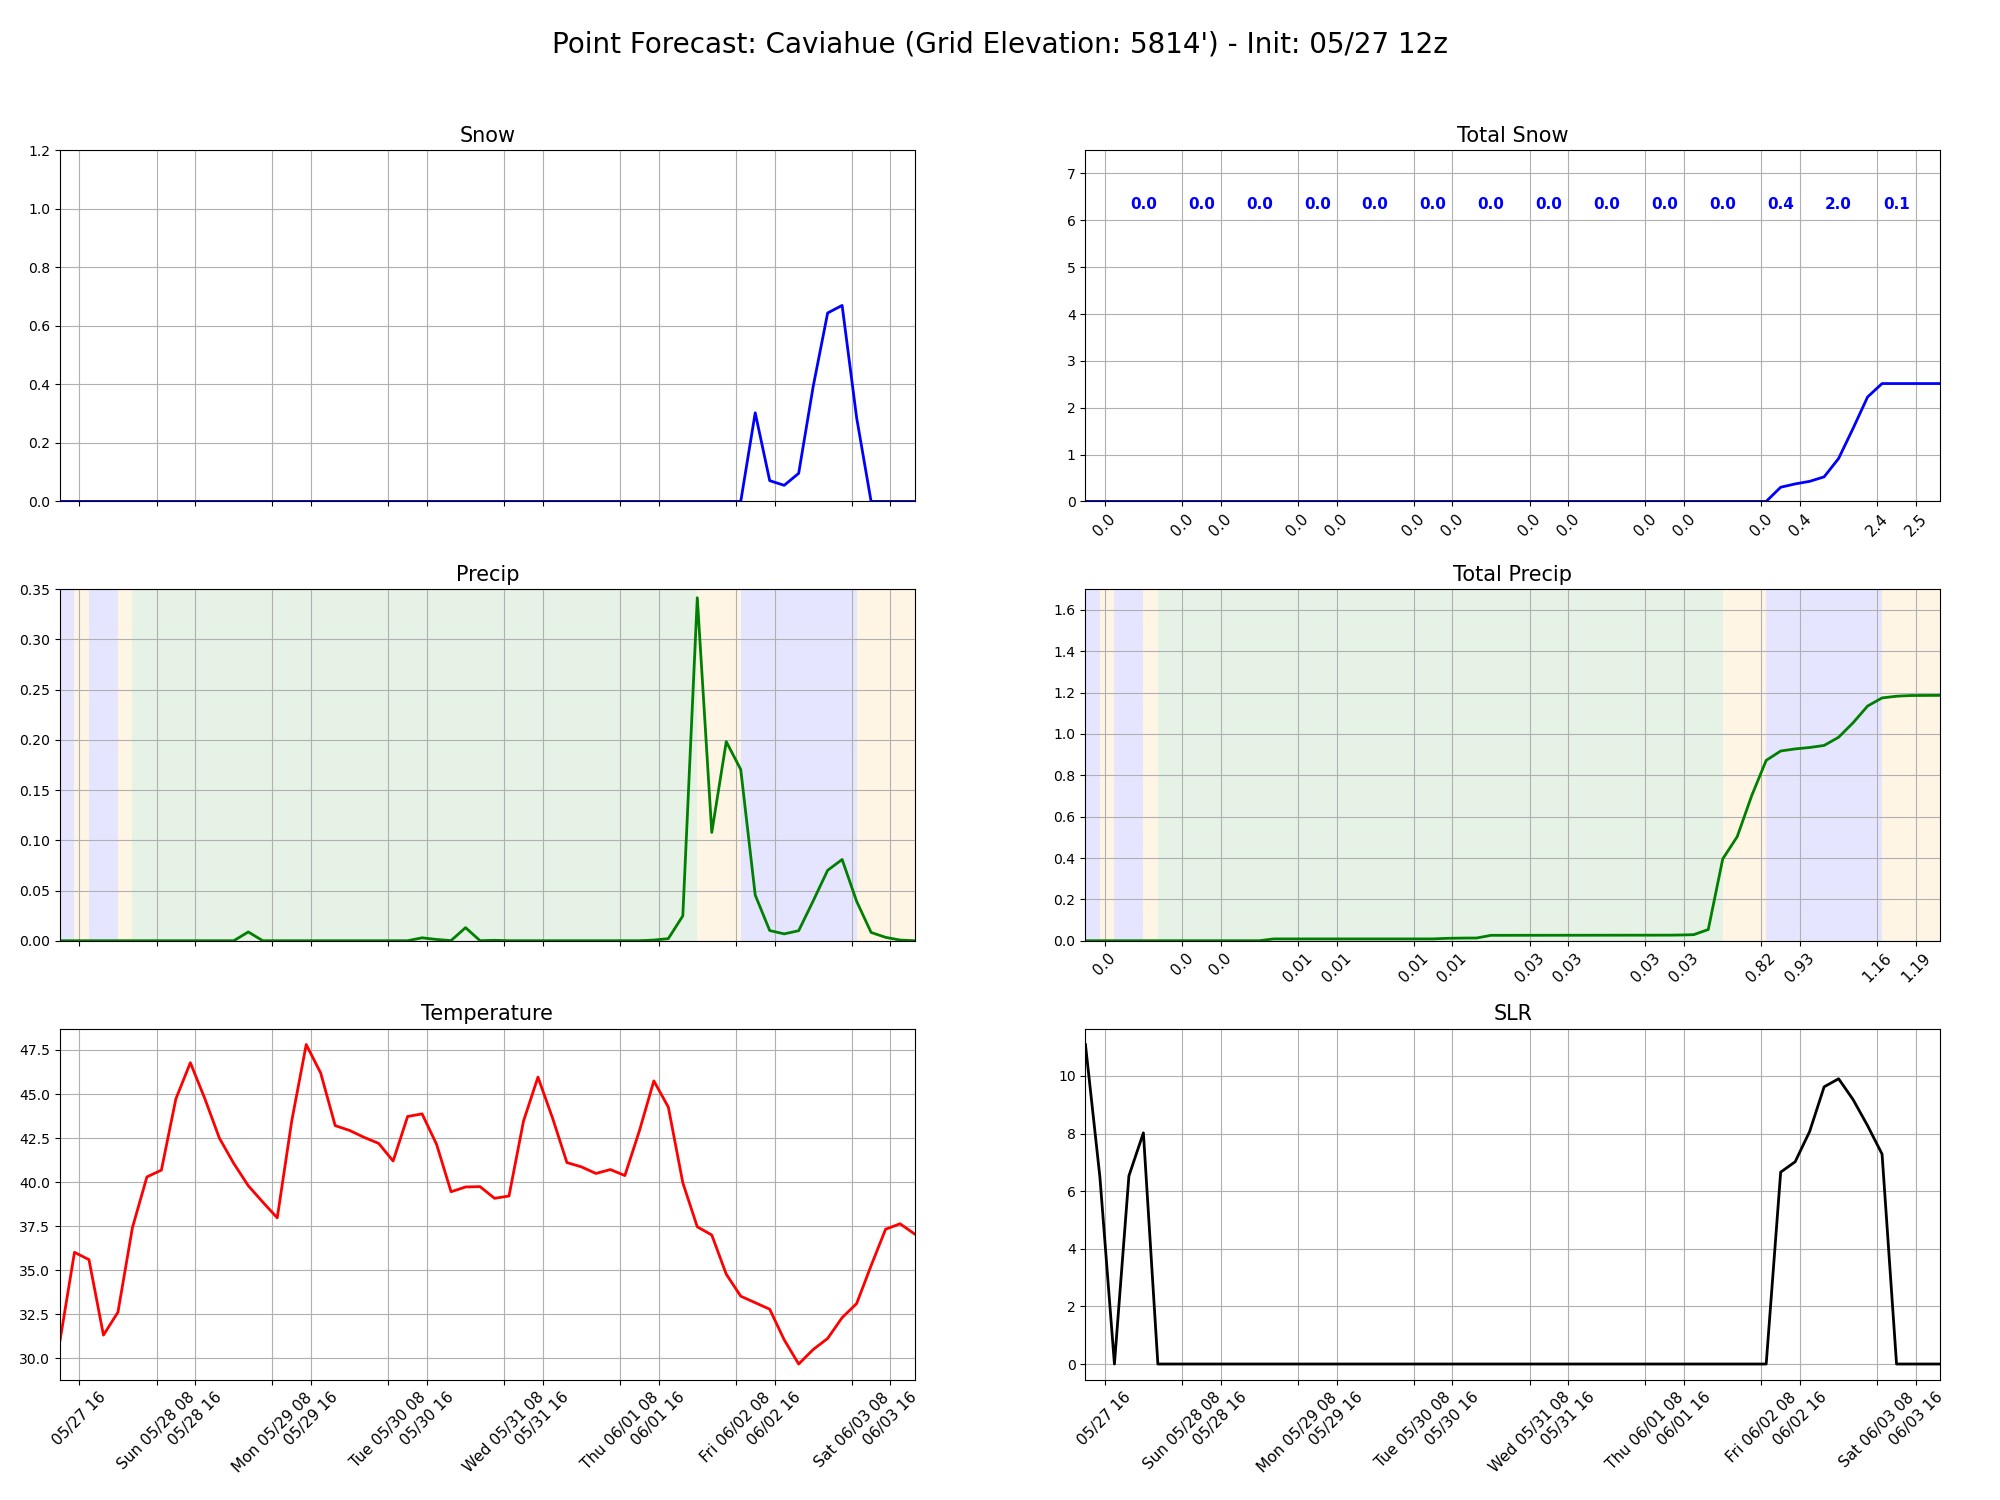 Point Forecast: Caviahue (Grid Elevation: 5814') - Init: 05/27 12z
Snow
1.2
1.0
0.8
0.6
0.4
0.2
0.0
Total Snow
7
6
5
4
3
2
1
0
0.0 0.0 0.0 0.0 0.0 0.0 0.0 0.0 0.0 0.0 0.0 0.4 2.0 0.1
0.0 0.0 0.0 0.0 0.0 0.0 0.0 0.0 0.0 0.0 0.0 0.0 0.4 2.4 2.5
Precip
0.35
0.30
0.25
0.20
0.15
0.10
0.05
0.00
Total Precip
1.6
1.4
1.2
1.0
0.8
0.6
0.4
0.2
0.0
0.0 0.0 0.0 0.01 0.01 0.01 0.01 0.03 0.03 0.03 0.03 0.82 0.93 1.16 1.19
Temperature
47.5
45.0
42.5
40.0
37.5
35.0
32.5
30.0
05/27 16
Sun 05/28 08
05/28 16
Mon 05/29 08
05/29 16
Tue 05/30 08
05/30 16
Wed 05/31 08
05/31 16
Thu 06/01 08
06/01 16
Fri 06/02 08
06/02 16
Sat 06/03 08
06/03 16
SLR
10
8
6
4
2
0
05/27 16
Sun 05/28 08
05/28 16
Mon 05/29 08
05/29 16
Tue 05/30 08
05/30 16
Wed 05/31 08
05/31 16
Thu 06/01 08
06/01 16
Fri 06/02 08
06/02 16
Sat 06/03 08
06/03 16